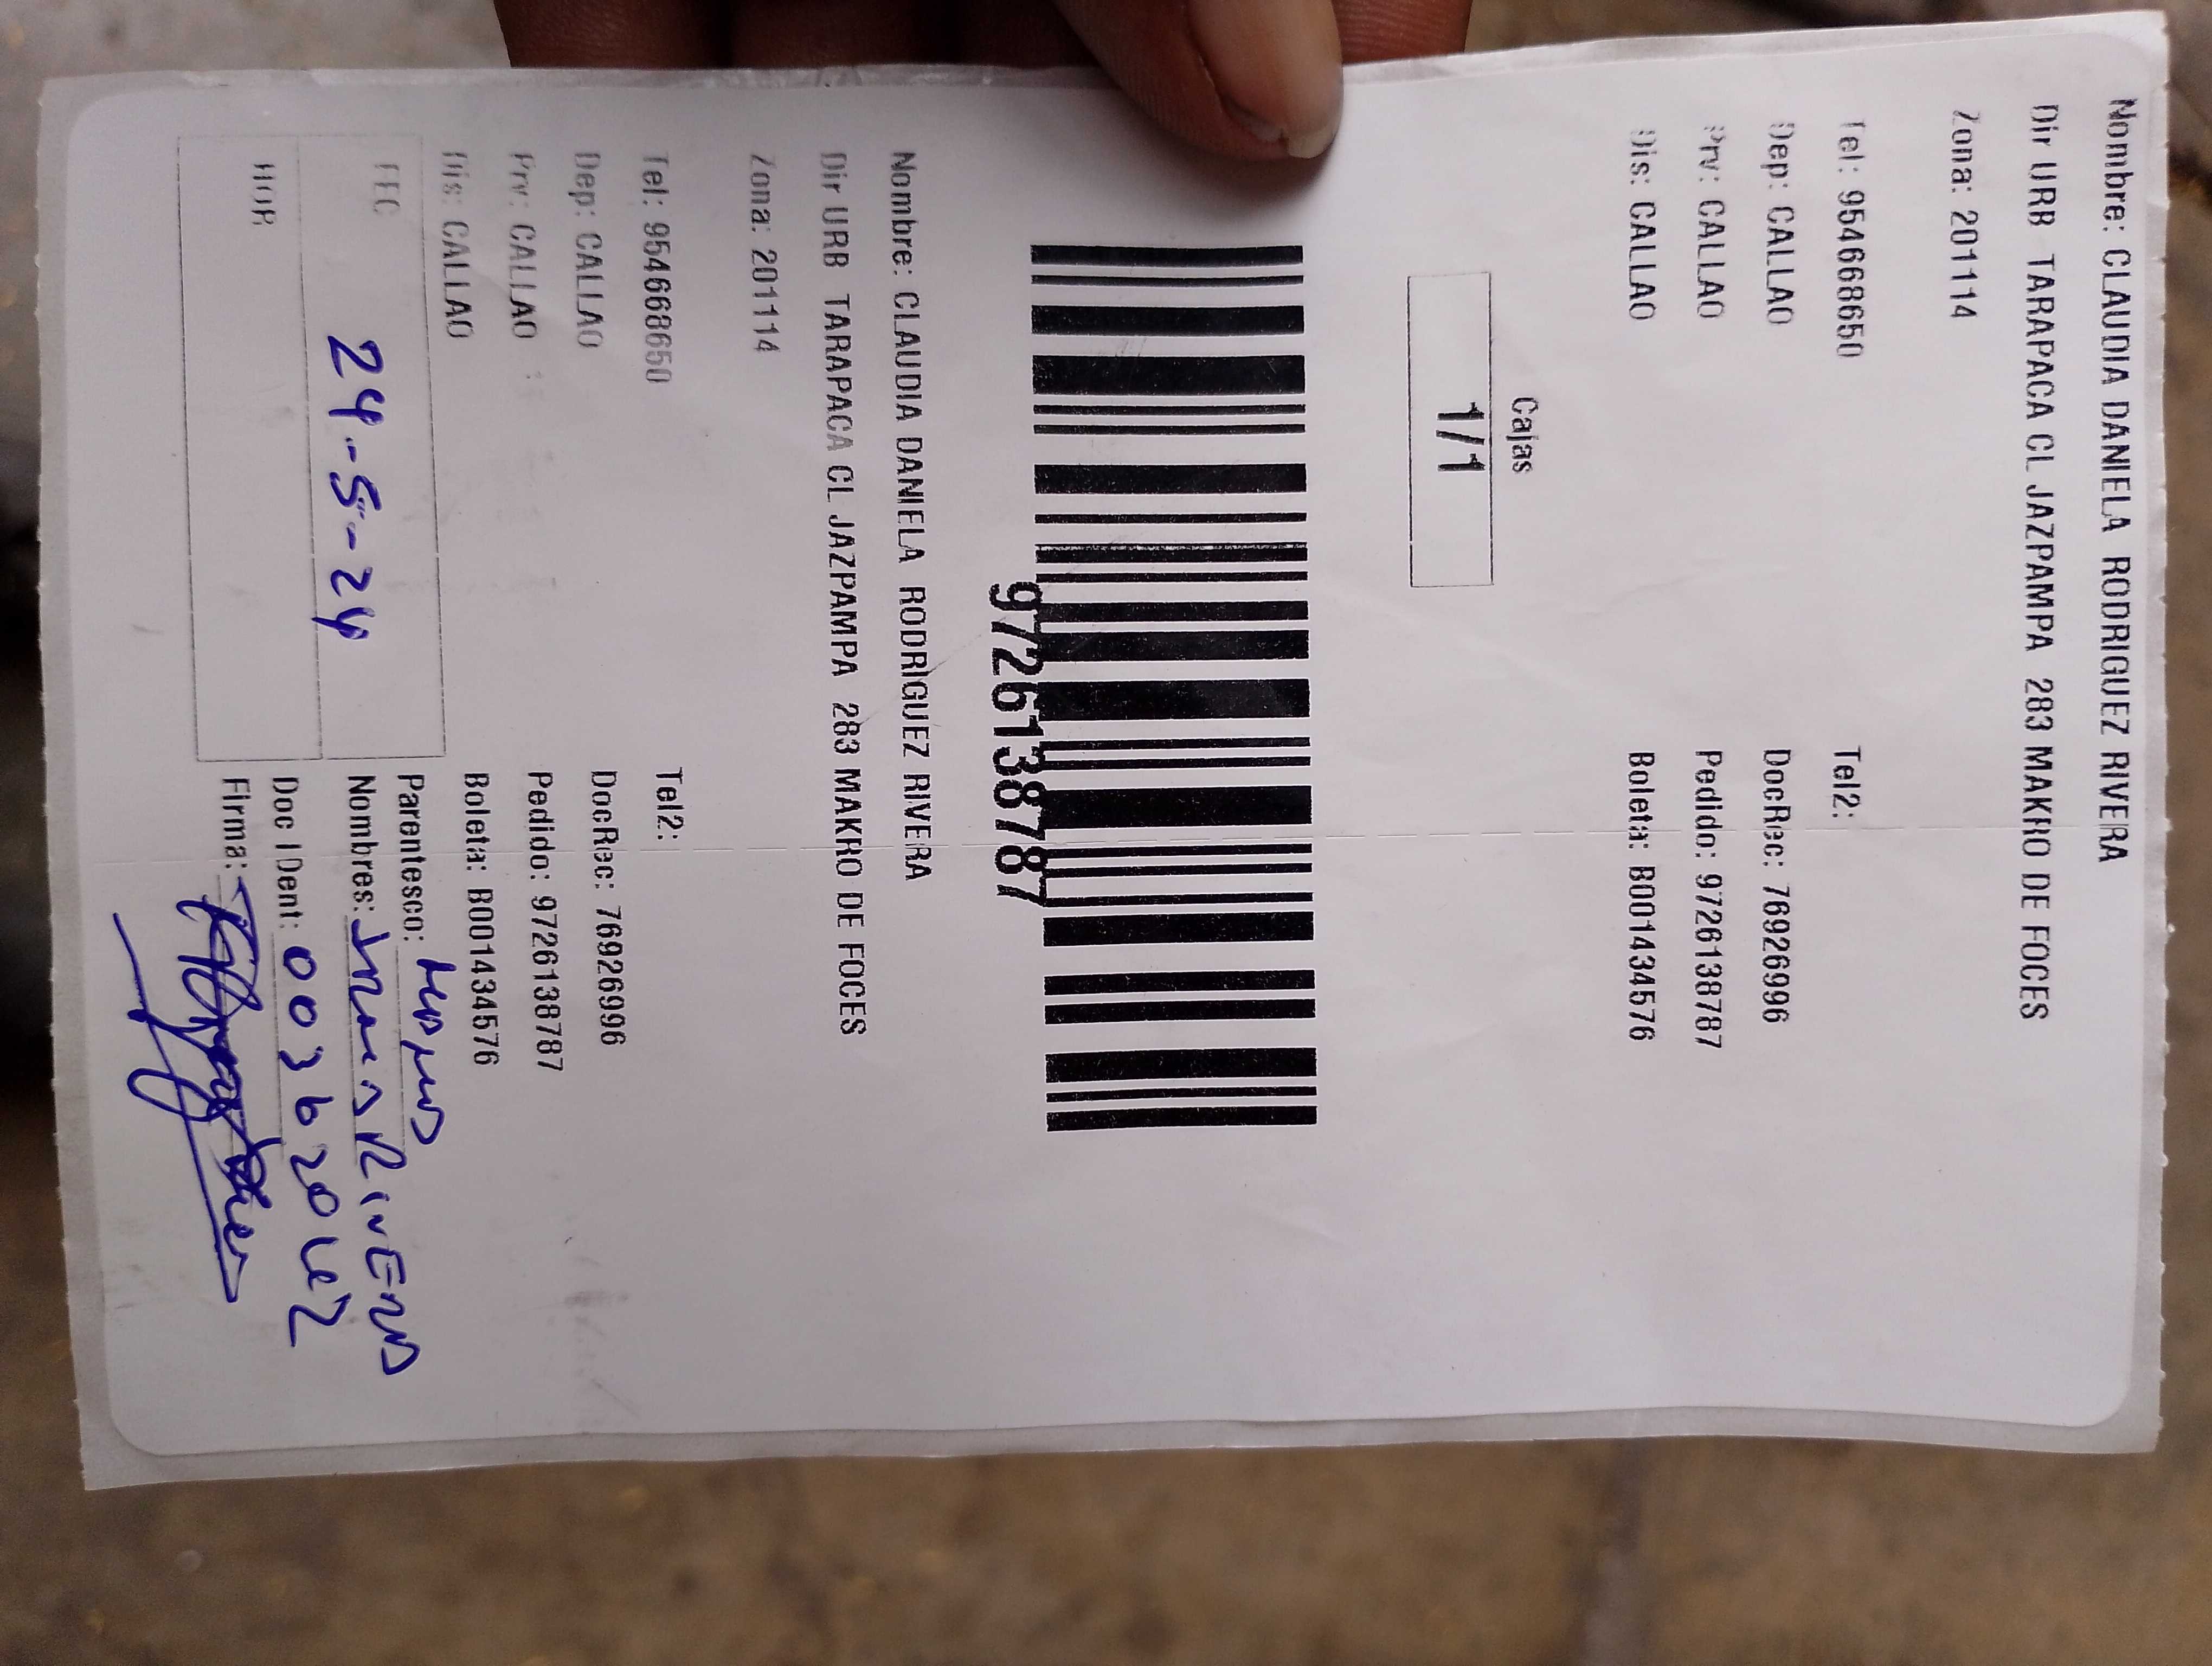 Nombre: CLAUDIA DANIELA RODRIGUEZ RIVERA
Dir URB TARAPACA CL JAZPAMPA 283 MAKRO DE FOCES
Zona: 201114
Tel: 954668650 Tel2:
Dep: CALLAO DocRec: 76926996
Prv: CALLAO Pedido: 9726138787
Dis: CALLAO Boleta: B001434576
Cajas
1/1
9726138787
Nombre: CLAUDIA DANIELA RODRIGUEZ RIVERA
Dir URB TARAPACA CL JAZPAMPA 283 MAKRO DE FOCES
Zona: 201114
Tel: 954668650 Tel2:
Dep: CALLAO DocRec: 76926996
Prv: CALLAO Pedido: 9726138787
Dis: CALLAO Boleta: B001434576
FEC 24-5-24
HOR
Parentesco:
Nombres: Rivera
Doc IDent:
Firma: